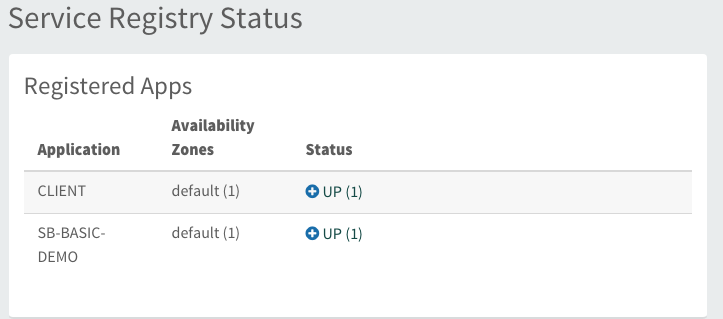 Service Registry Status
Registered Apps
Application Availability Zones Status
CLIENT default (1) UP (1)
SB-BASIC-DEMO default (1) UP (1)